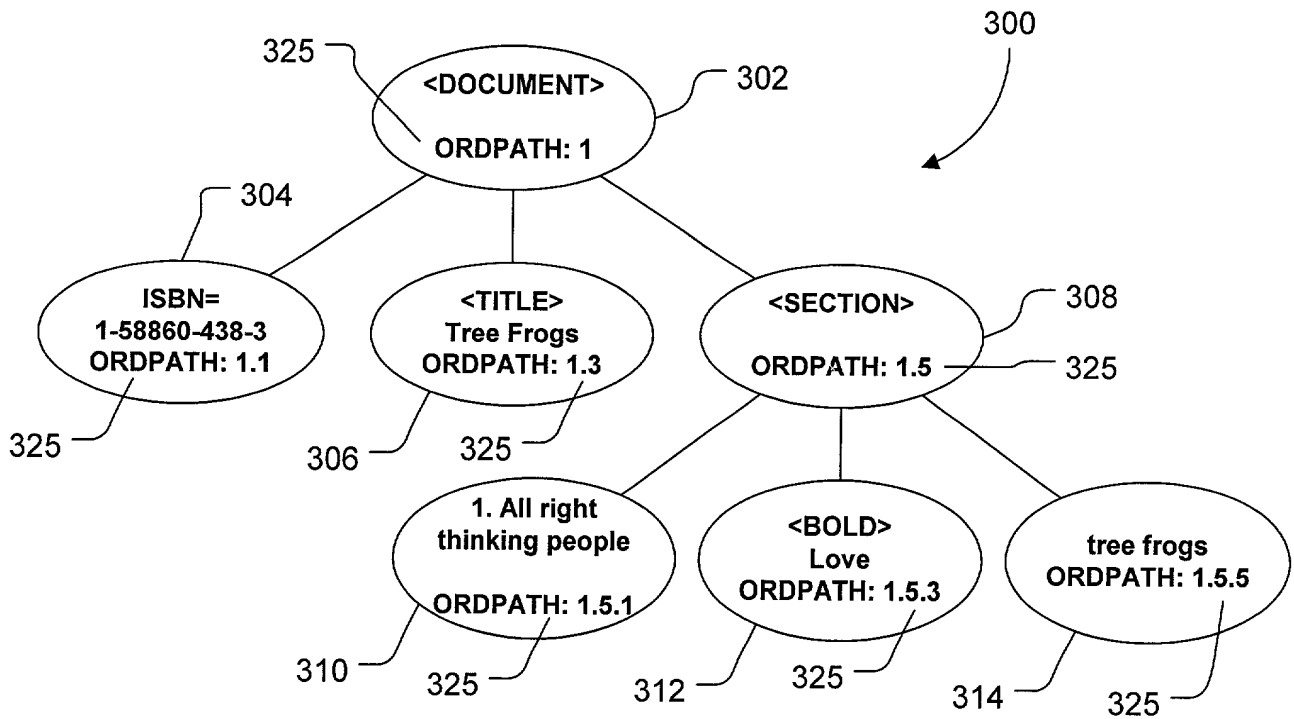 300
325
<DOCUMENT>
302
ORDPATH: 1
304
ISBN=
1-58860-438-3
ORDPATH: 1.1
325
<TITLE>
Tree Frogs
ORDPATH: 1.3
306
325
<SECTION>
308
ORDPATH: 1.5
325
1. All right
thinking people
ORDPATH: 1.5.1
310
325
<BOLD>
Love
ORDPATH: 1.5.3
312
325
tree frogs
ORDPATH: 1.5.5
314
325